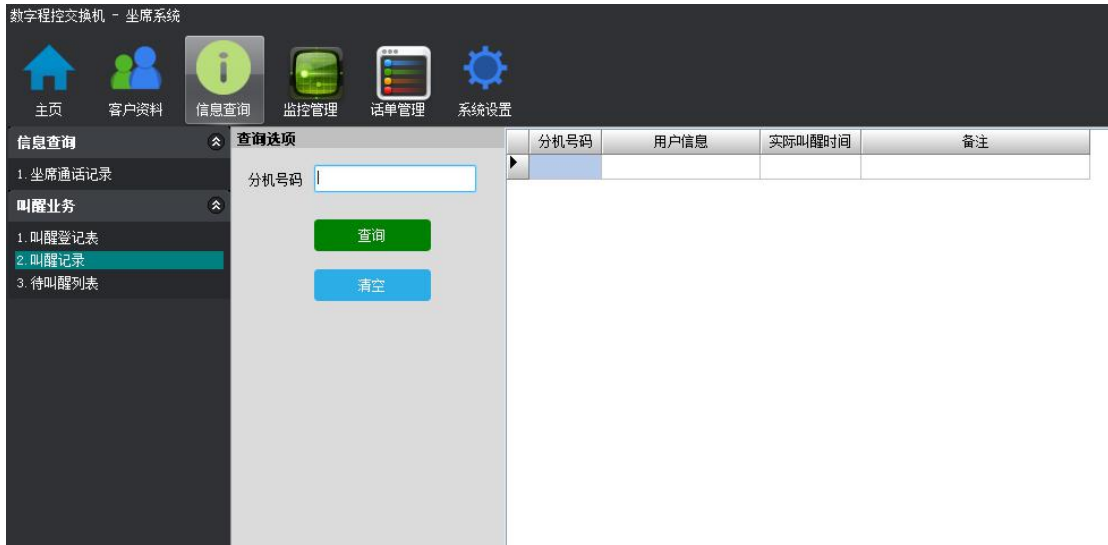 数字程控交换机 - 坐席系统
主页 客户资料 信息查询 监控管理 话单管理 系统设置
信息查询
1.坐席通话记录
叫醒业务
1.叫醒登记表
2.叫醒记录
3.待叫醒列表
查询选项
分机号码
查询
清空
分机号码 用户信息 实际叫醒时间 备注